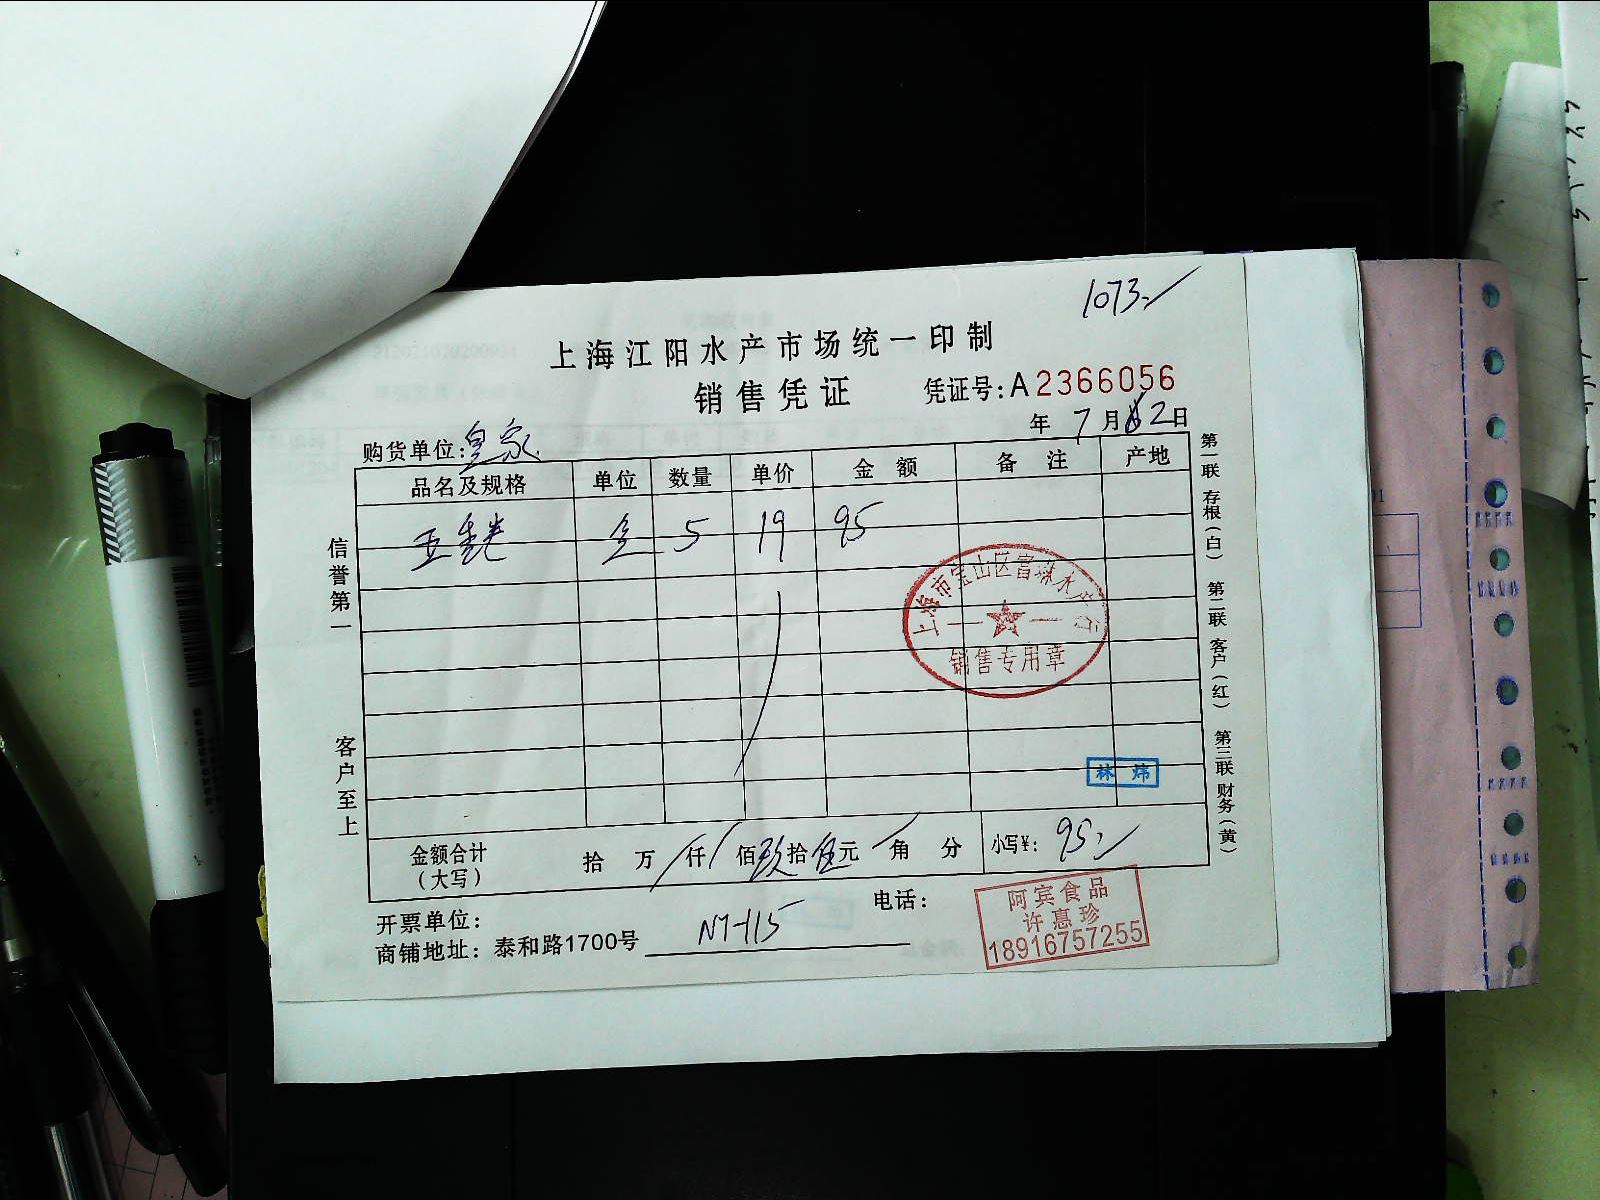 1073.
上海江阳水产市场统一印制
销售凭证
凭证号:A2366056
年 7 月 2 日
购货单位:皇家
品名及规格 单位 数量 单价 金额 备注 产地
5 19 95
上海市宝山区富珠水产行
销售专用章
林炜
金额合计（大写） 拾 万 仟 佰 玖拾伍元 角 分 小写¥: 95.
开票单位: 电话:
商铺地址: 泰和路1700号 N7-115
阿宾食品
许惠珍
18916757255
信誉第一
客户至上
第一联 存根(白) 第二联 客户(红) 第三联 财务(黄)